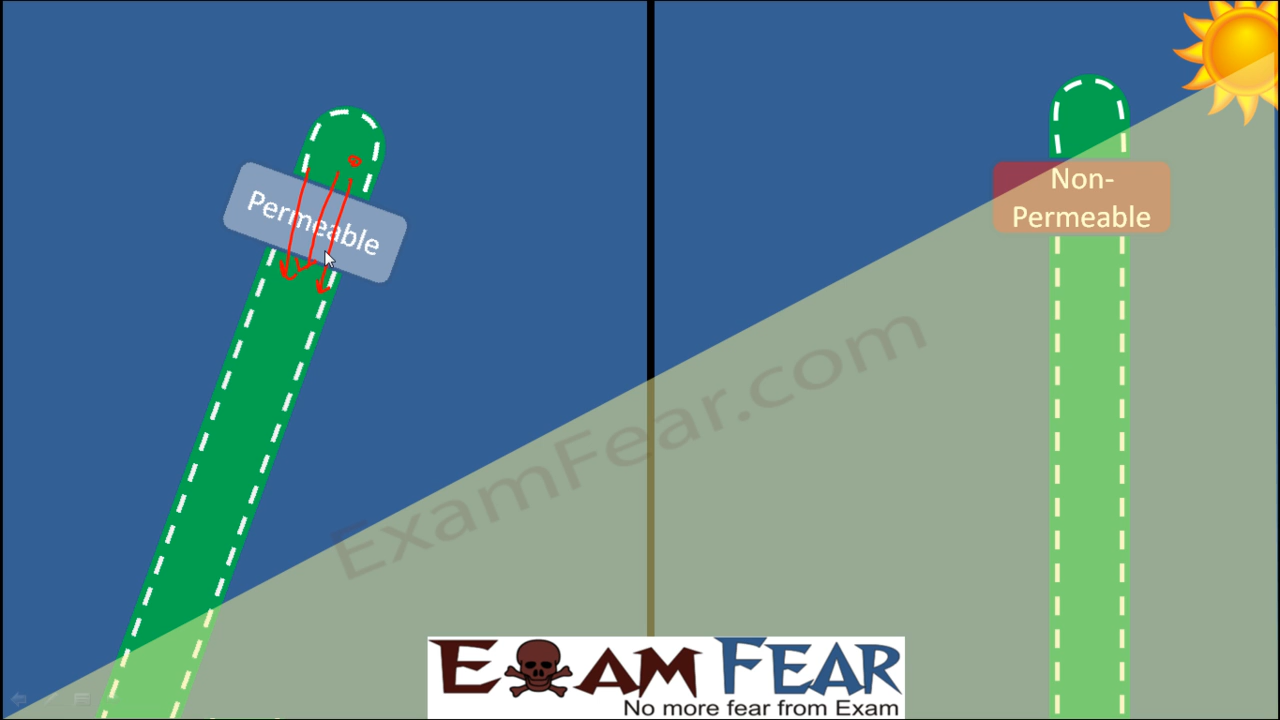 Permeable
Non-
Permeable
ExamFear.com
EXAM FEAR
No more fear from Exam